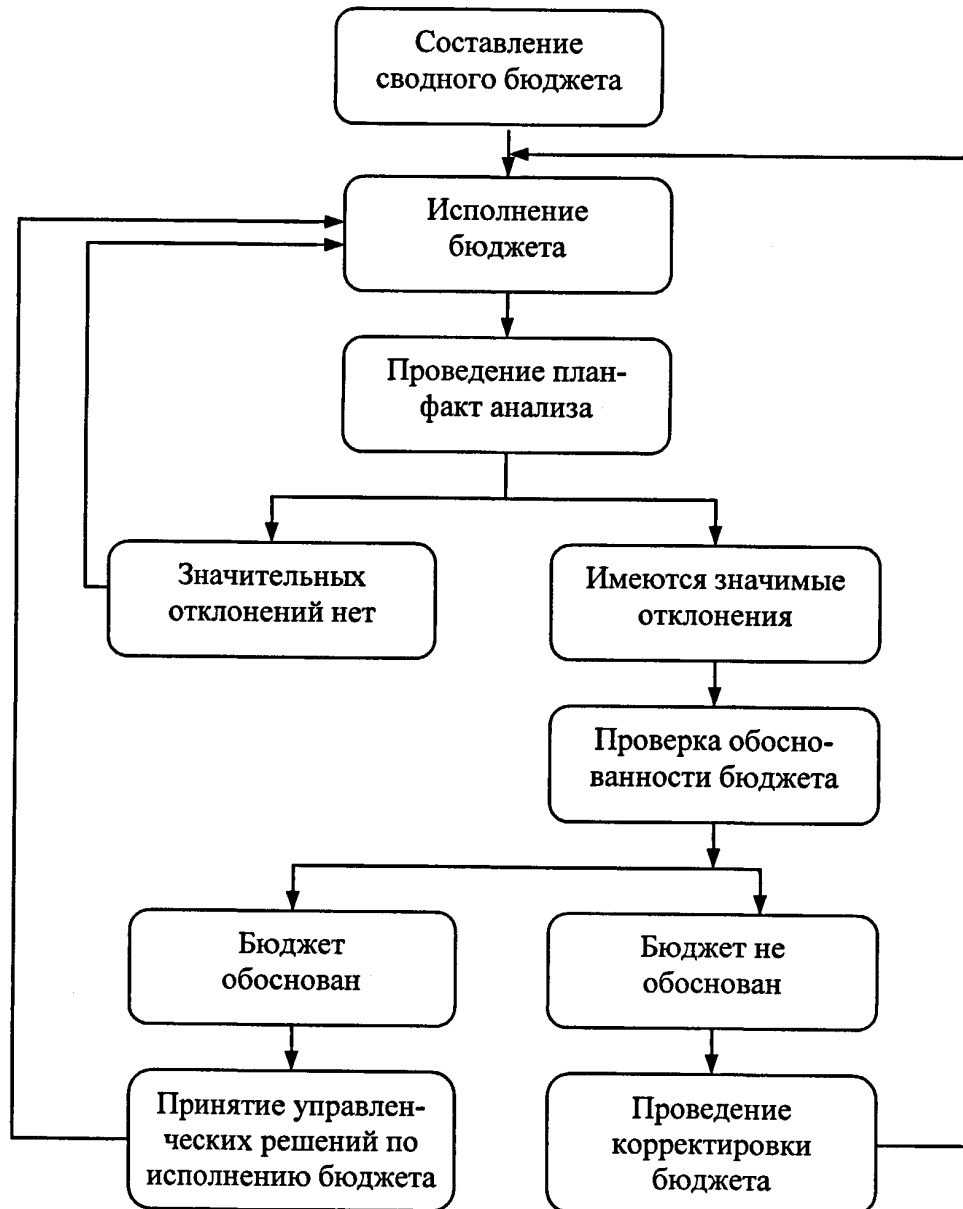 Составление
сводного бюджета
Исполнение
бюджета
Проведение план-
факт анализа
Значительных
отклонений нет
Имеются значимые
отклонения
Проверка обосно-
ванности бюджета
Бюджет
обоснован
Бюджет не
обоснован
Принятие управлен-
ческих решений по
исполнению бюджета
Проведение
корректировки
бюджета